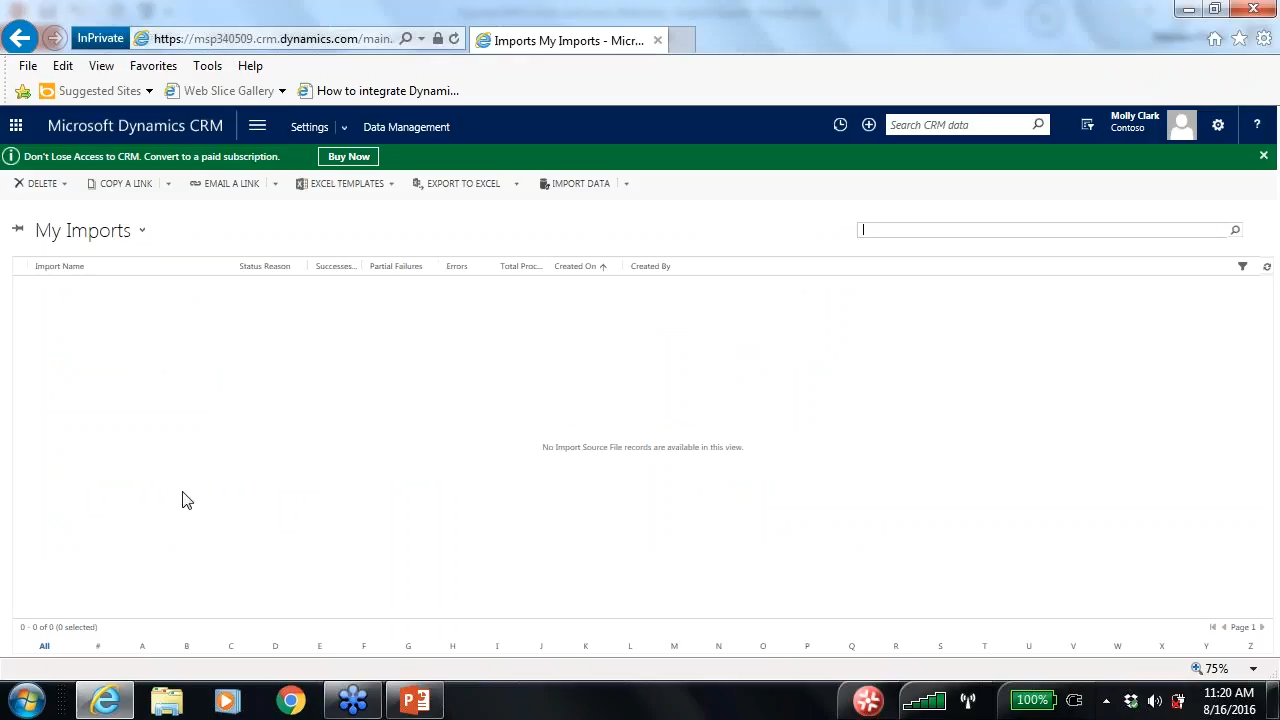 InPrivate
https://msp340509.crm.dynamics.com/main.
Imports My Imports - Micr...
File Edit View Favorites Tools Help
Suggested Sites Web Slice Gallery How to integrate Dynami...
Microsoft Dynamics CRM Settings Data Management Search CRM data Molly Clark
Contoso
?
Don't Lose Access to CRM. Convert to a paid subscription. Buy Now
DELETE COPY A LINK EMAIL A LINK EXCEL TEMPLATES EXPORT TO EXCEL IMPORT DATA
My Imports
Import Name Status Reason Successes... Partial Failures Errors Total Proc... Created On Created By
No Import Source File records are available in this view.
0 - 0 of 0 (0 selected) Page 1
All # A B C D E F G H I J K L M N O P Q R S T U V W X Y Z
75%
100% 11:20 AM
8/16/2016